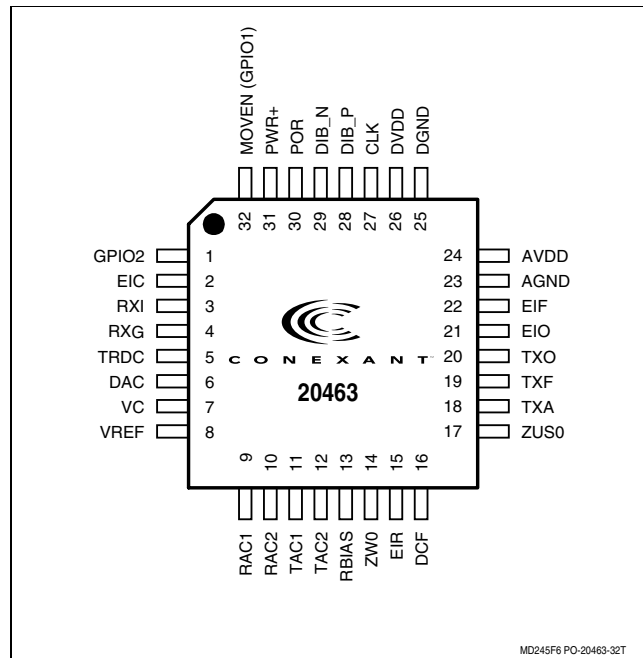 MOVEN (GPIO1)
PWR+
POR
DIB_N
DIB_P
CLK
DVDD
DGND
32 31 30 29 28 27 26 25
GPIO2 1
EIC 2
RXI 3
RXG 4
TRDC 5
DAC 6
VC 7
VREF 8
24 AVDD
23 AGND
22 EIF
21 EIO
20 TXO
19 TXF
18 TXA
17 ZUS0
CONEXANT
20463
9 10 11 12 13 14 15 16
RAC1
RAC2
TAC1
TAC2
RBIAS
ZW0
EIR
DCF
MD245F6 PO-20463-32T